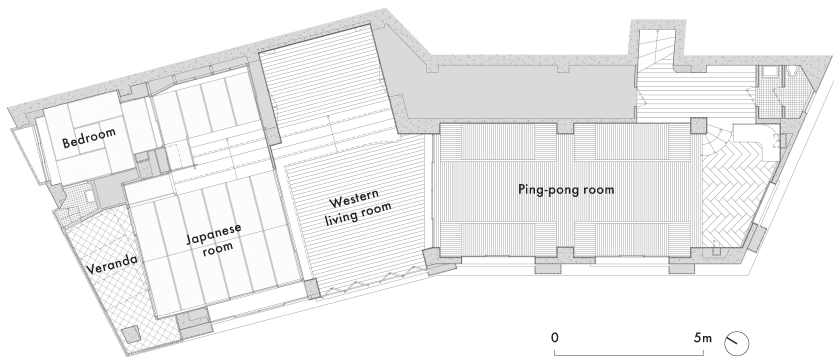 Bedroom
Western
living room
Ping-pong room
Japanese
room
Veranda
0
5m